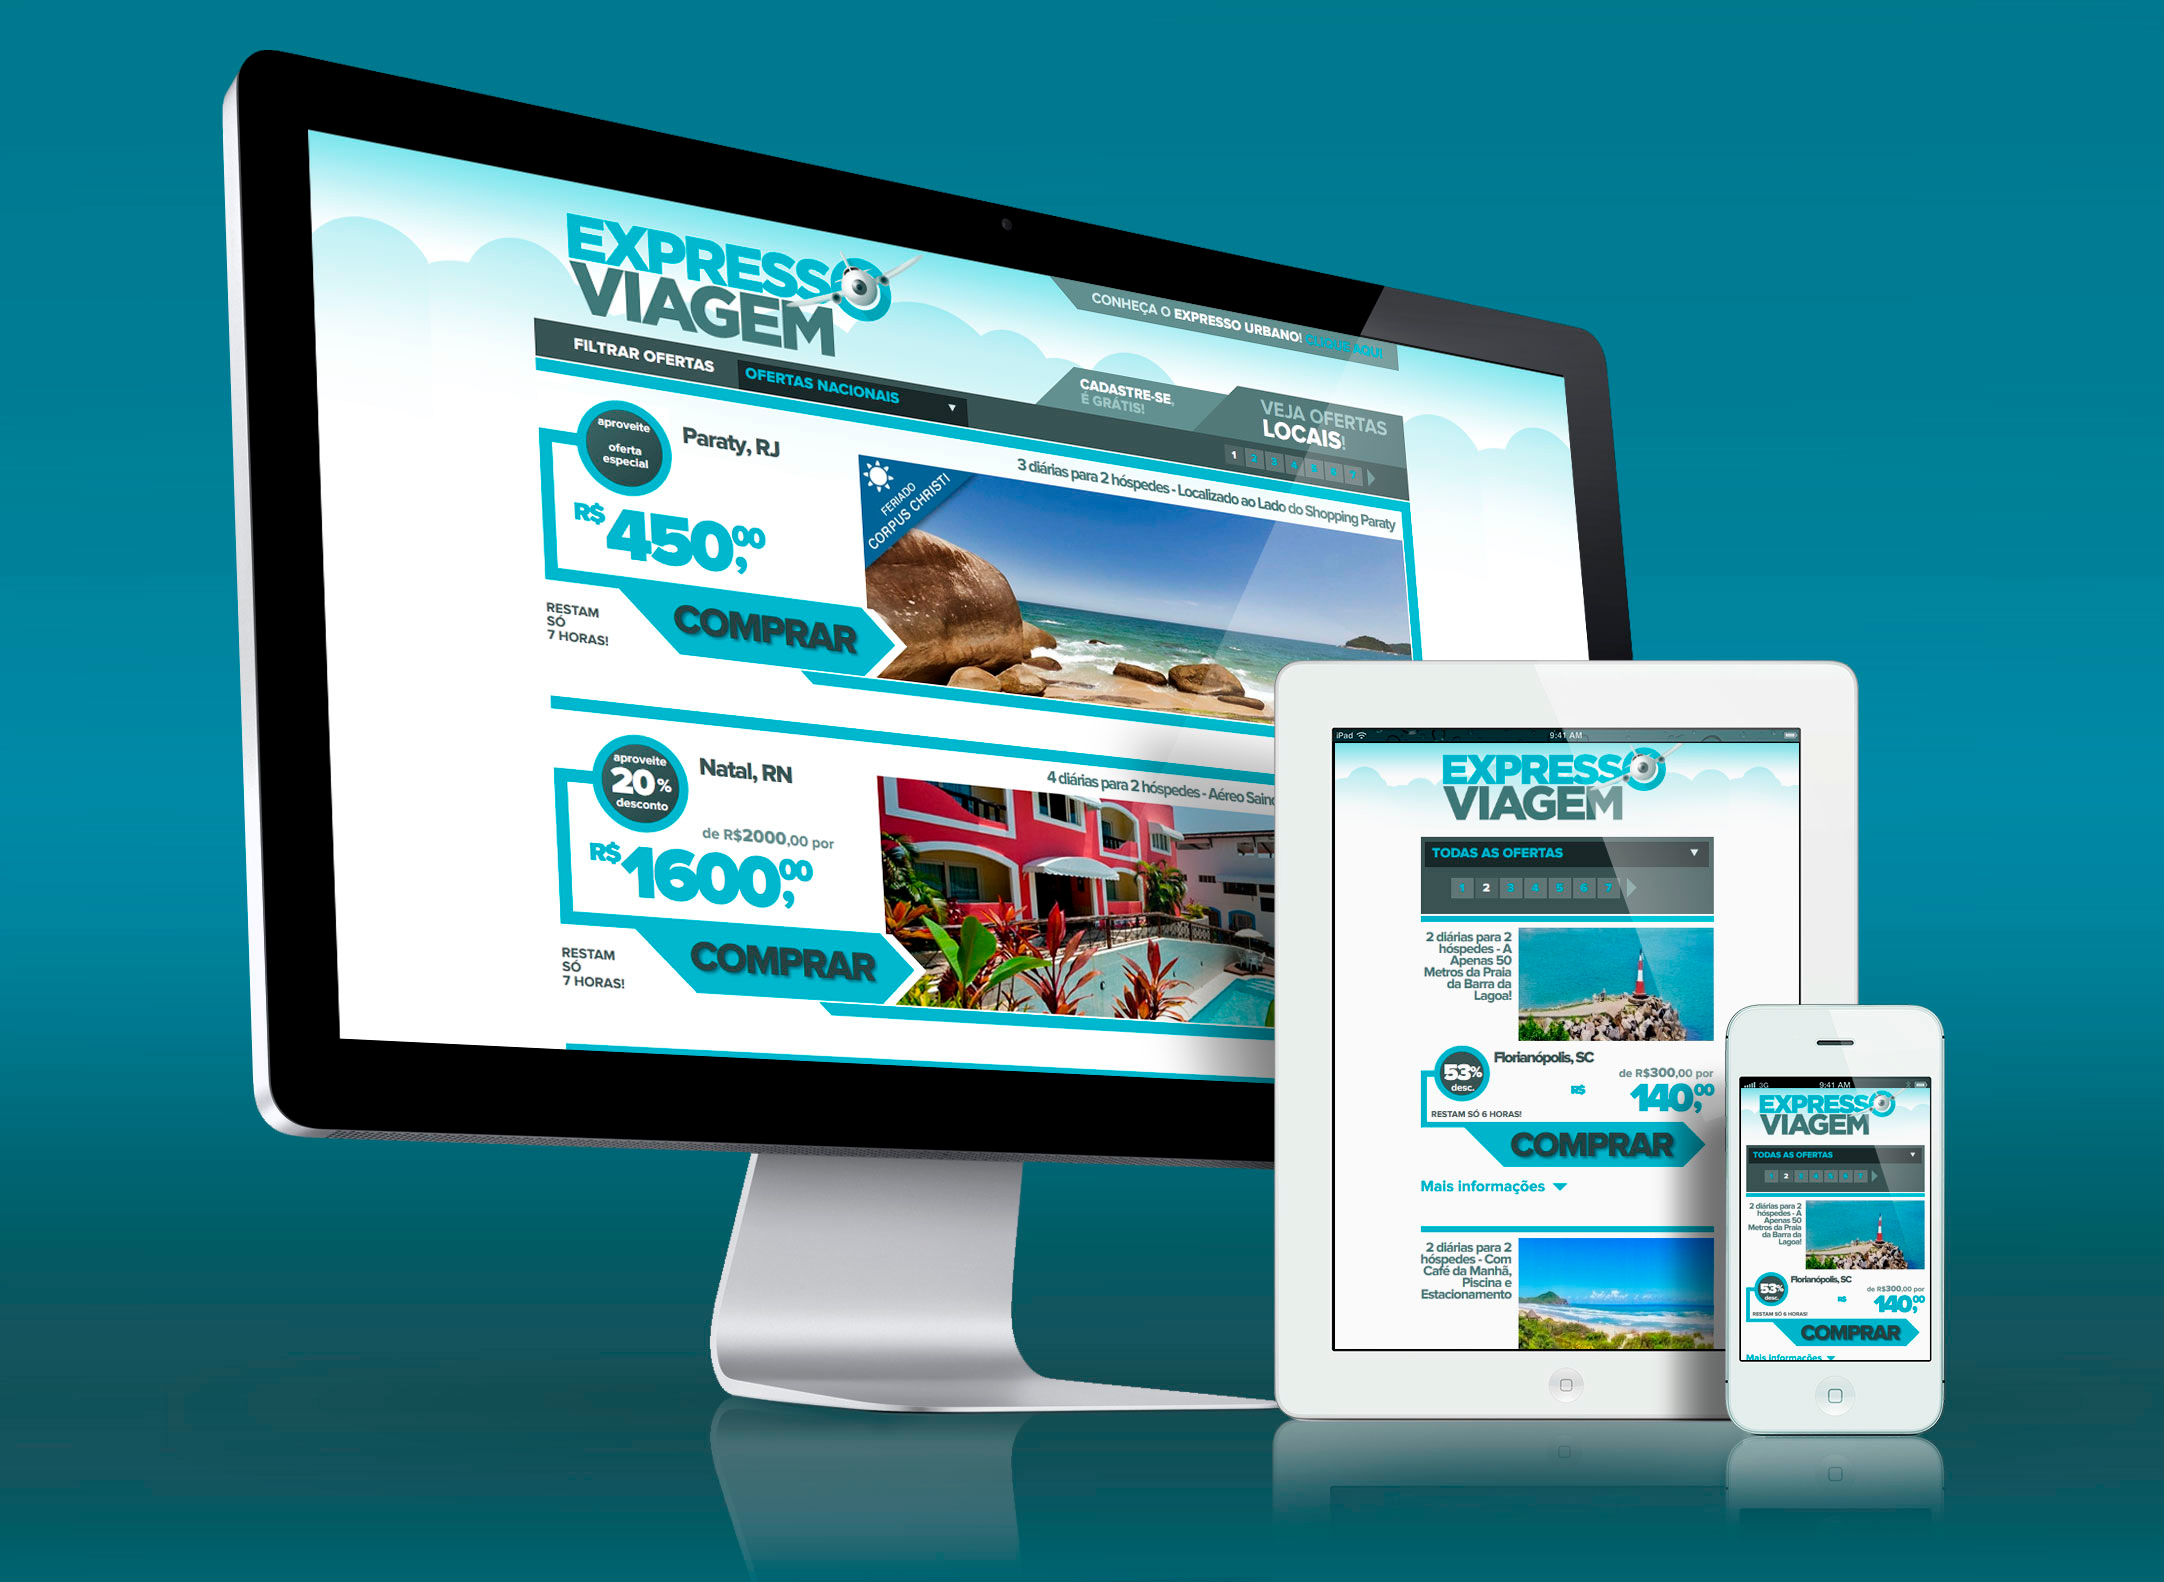 EXPRESSO
VIAGEM
CONHEÇA O EXPRESSO URBANO! CLIQUE AQUI
FILTRAR OFERTAS
OFERTAS NACIONAIS
CADASTRE-SE,
É GRÁTIS!
VEJA OFERTAS
LOCAIS!
1 2 3 4 5 6 7
aproveite
oferta
especial
Paraty, RJ
R$ 450,00
RESTAM
SÓ
7 HORAS!
COMPRAR
FERIADO
CORPUS CHRISTI
3 diárias para 2 hóspedes - Localizado ao Lado do Shopping Paraty
aproveite
20%
desconto
Natal, RN
de R$2000,00 por
R$ 1600,00
RESTAM
SÓ
7 HORAS!
COMPRAR
4 diárias para 2 hóspedes - Aéreo
iPad
9:41 AM
EXPRESSO
VIAGEM
TODAS AS OFERTAS
1 2 3 4 5 6 7
2 diárias para 2
hóspedes - A
Apenas 50
Metros da Praia
da Barra da
Lagoa!
53%
desc.
Florianópolis, SC
de R$300,00 por
R$ 140,00
RESTAM SÓ 6 HORAS!
COMPRAR
Mais informações
2 diárias para 2
hóspedes - Com
Café da Manhã,
Piscina e
Estacionamento
3G
9:41 AM
EXPRESSO
VIAGEM
TODAS AS OFERTAS
1 2 3 4 5 6 7
2 diárias para 2
hóspedes - A
Apenas 50
Metros da Praia
da Barra da
Lagoa!
53%
desc.
Florianópolis, SC
de R$300,00 por
R$ 140,00
RESTAM SÓ 6 HORAS!
COMPRAR
Mais informações